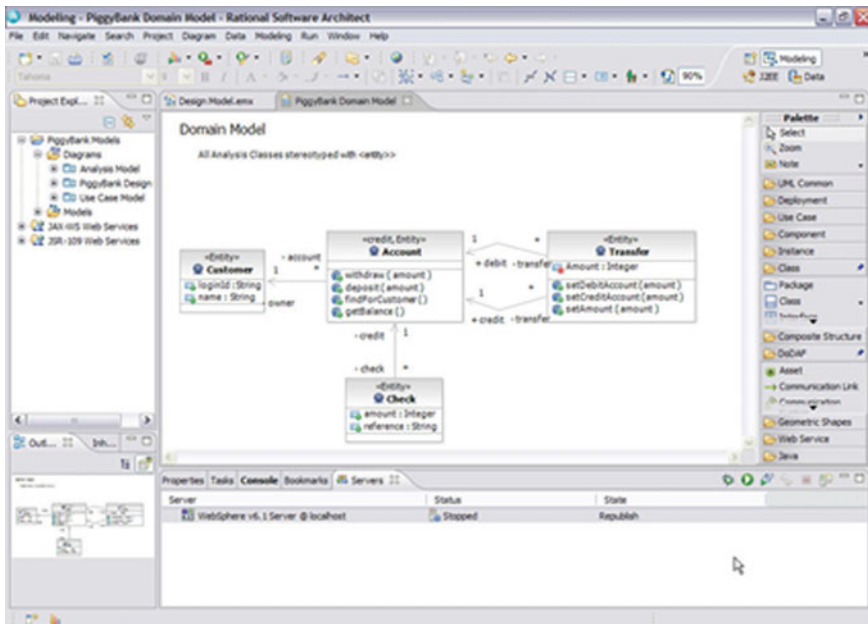 Modeling - PiggyBank Domain Model - Rational Software Architect
File Edit Navigate Search Project Diagram Data Modeling Run Window Help
Modeling
Tahoma 9 B I A 90% J2EE Data
Project Expl...
PiggyBank Models
Diagrams
Analysis Model
PiggyBank Design
Use Case Model
Models
JAX-WS Web Services
JSR-109 Web Services
Design Model.emx PiggyBank Domain Model
Domain Model
All Analysis Classes stereotyped with <entity>>
«Entity»
Customer
loginId : String
name : String
- account
1 *
owner
«credit, Entity»
Account
withdraw ( amount )
deposit ( amount )
findForCustomer ( )
getBalance ( )
1 *
+ debit - transfer
1 *
+ credit - transfer
«Entity»
Transfer
Amount : Integer
setDebitAccount ( amount )
setCreditAccount ( amount )
setAmount ( amount )
- credit 1
- check *
«Entity»
Check
amount : Integer
reference : String
Palette
Select
Zoom
Note
UML Common
Deployment
Use Case
Component
Instance
Class
Package
Class
Interface
Composite Structure
DoDAF
Asset
Communication Link
Communication
Geometric Shapes
Web Service
Java
Out... Inh...
Properties Tasks Console Bookmarks Servers
Server Status State
WebSphere v6.1 Server @ localhost Stopped Republish